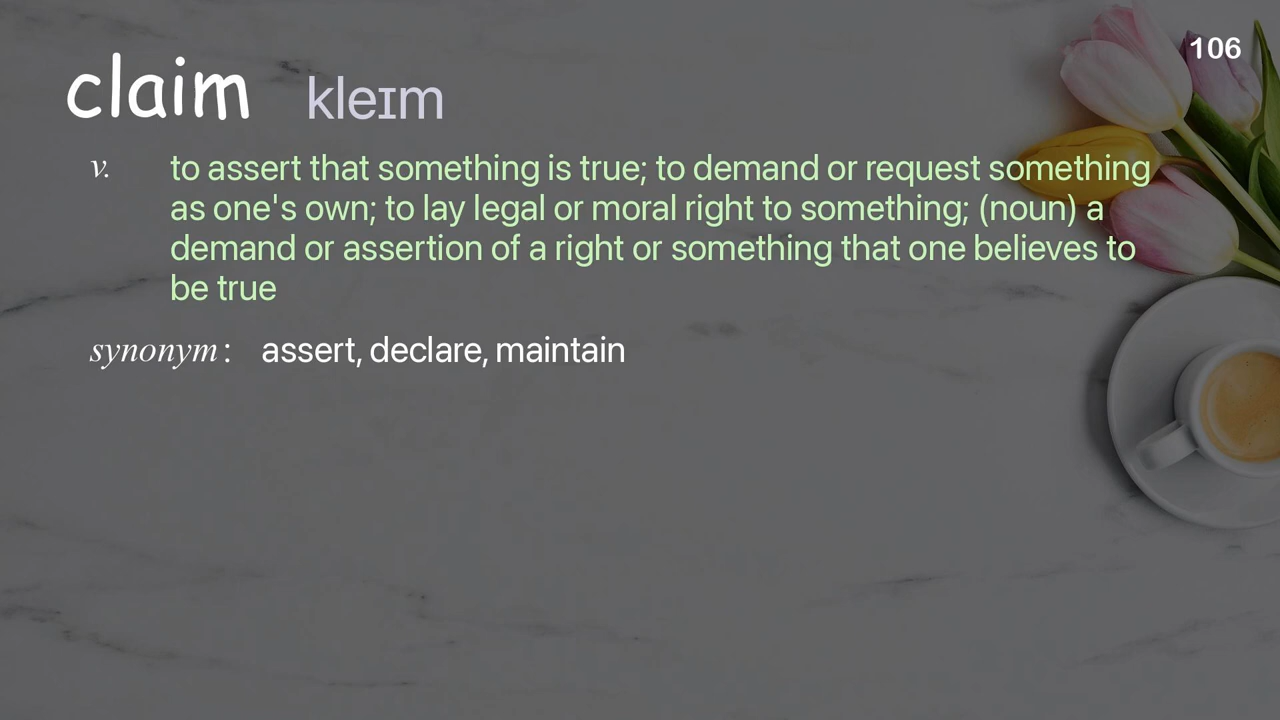 106
claim kleɪm
v. to assert that something is true; to demand or request something
as one's own; to lay legal or moral right to something; (noun) a
demand or assertion of a right or something that one believes to
be true
synonym: assert, declare, maintain